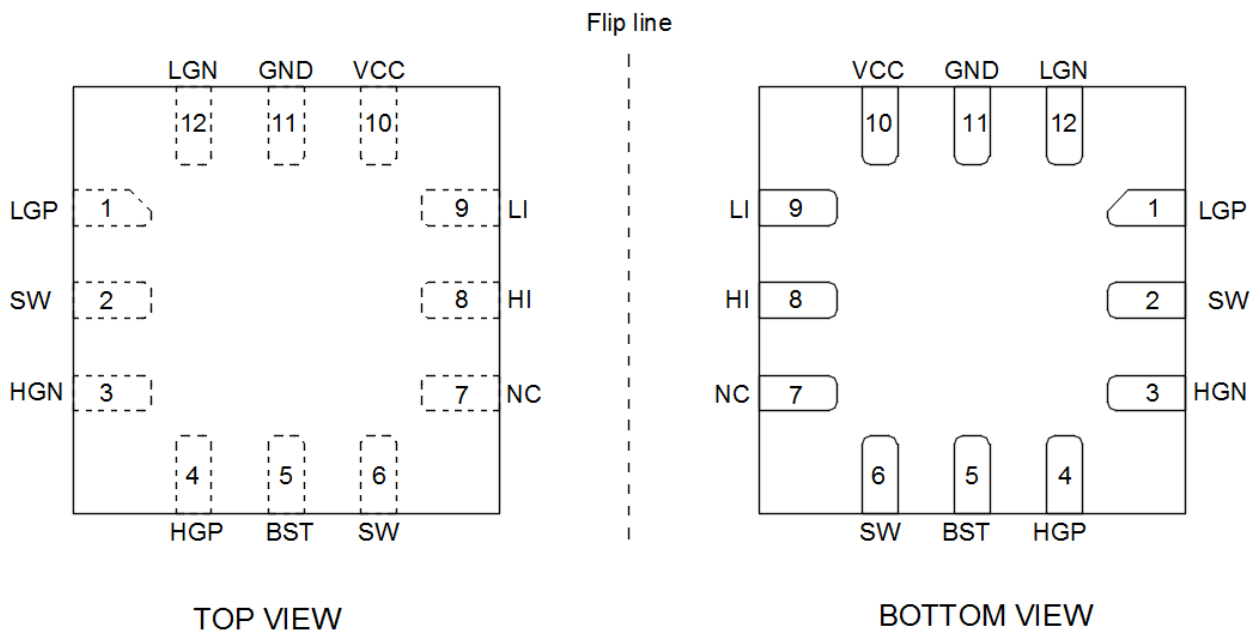 Flip line
LGN GND VCC
12 11 10
LGP 1 9 LI
SW 2 8 HI
HGN 3 7 NC
4 5 6
HGP BST SW
TOP VIEW
VCC GND LGN
10 11 12
LI 9 1 LGP
HI 8 2 SW
NC 7 3 HGN
6 5 4
SW BST HGP
BOTTOM VIEW